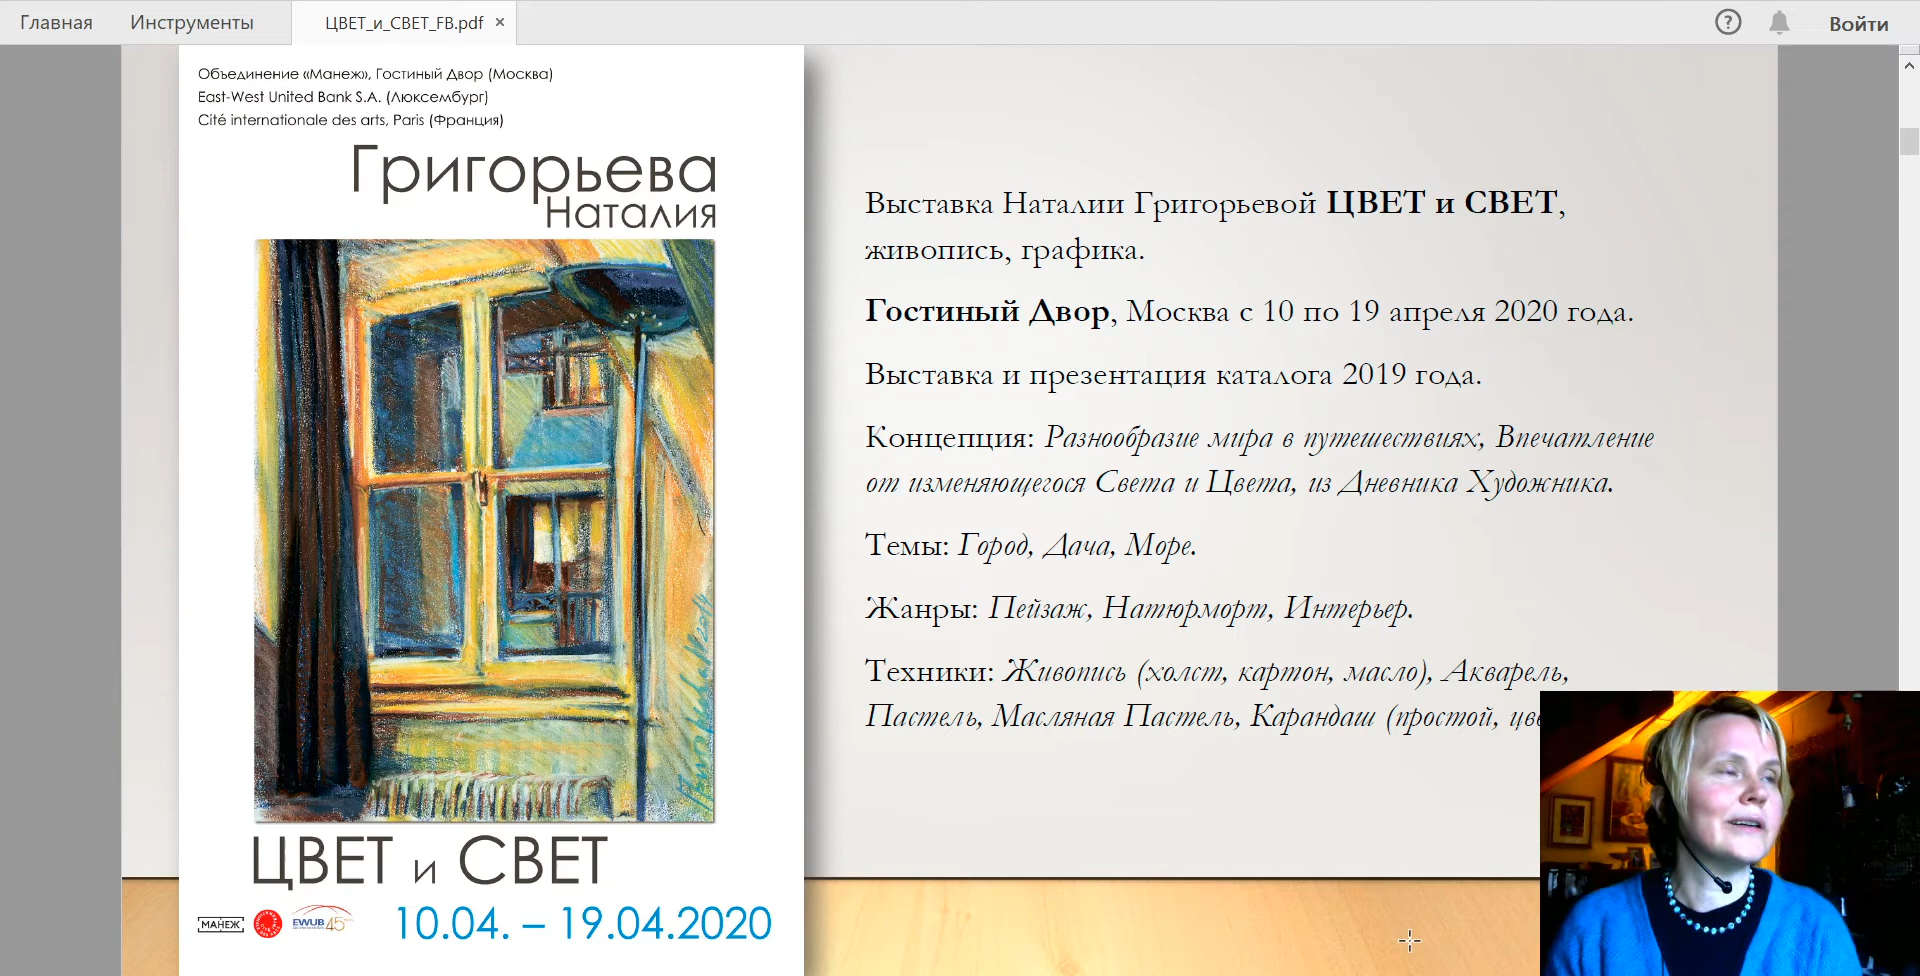 Главная Инструменты ЦВЕТ_и_СВЕТ_FB.pdf × ? Войти
Объединение «Манеж», Гостиный Двор (Москва)
East-West United Bank S.A. (Люксембург)
Cité internationale des arts, Paris (Франция)
Григорьева
Наталия
ЦВЕТ и СВЕТ
МАНЕЖ
EWUB 45
10.04. – 19.04.2020
Выставка Наталии Григорьевой ЦВЕТ и СВЕТ,
живопись, графика.
Гостиный Двор, Москва с 10 по 19 апреля 2020 года.
Выставка и презентация каталога 2019 года.
Концепция: Разнообразие мира в путешествиях, Впечатление
от изменяющегося Света и Цвета, из Дневника Художника.
Темы: Город, Дача, Море.
Жанры: Пейзаж, Натюрморт, Интерьер.
Техники: Живопись (холст, картон, масло), Акварель,
Пастель, Масляная Пастель, Карандаш (простой, цве